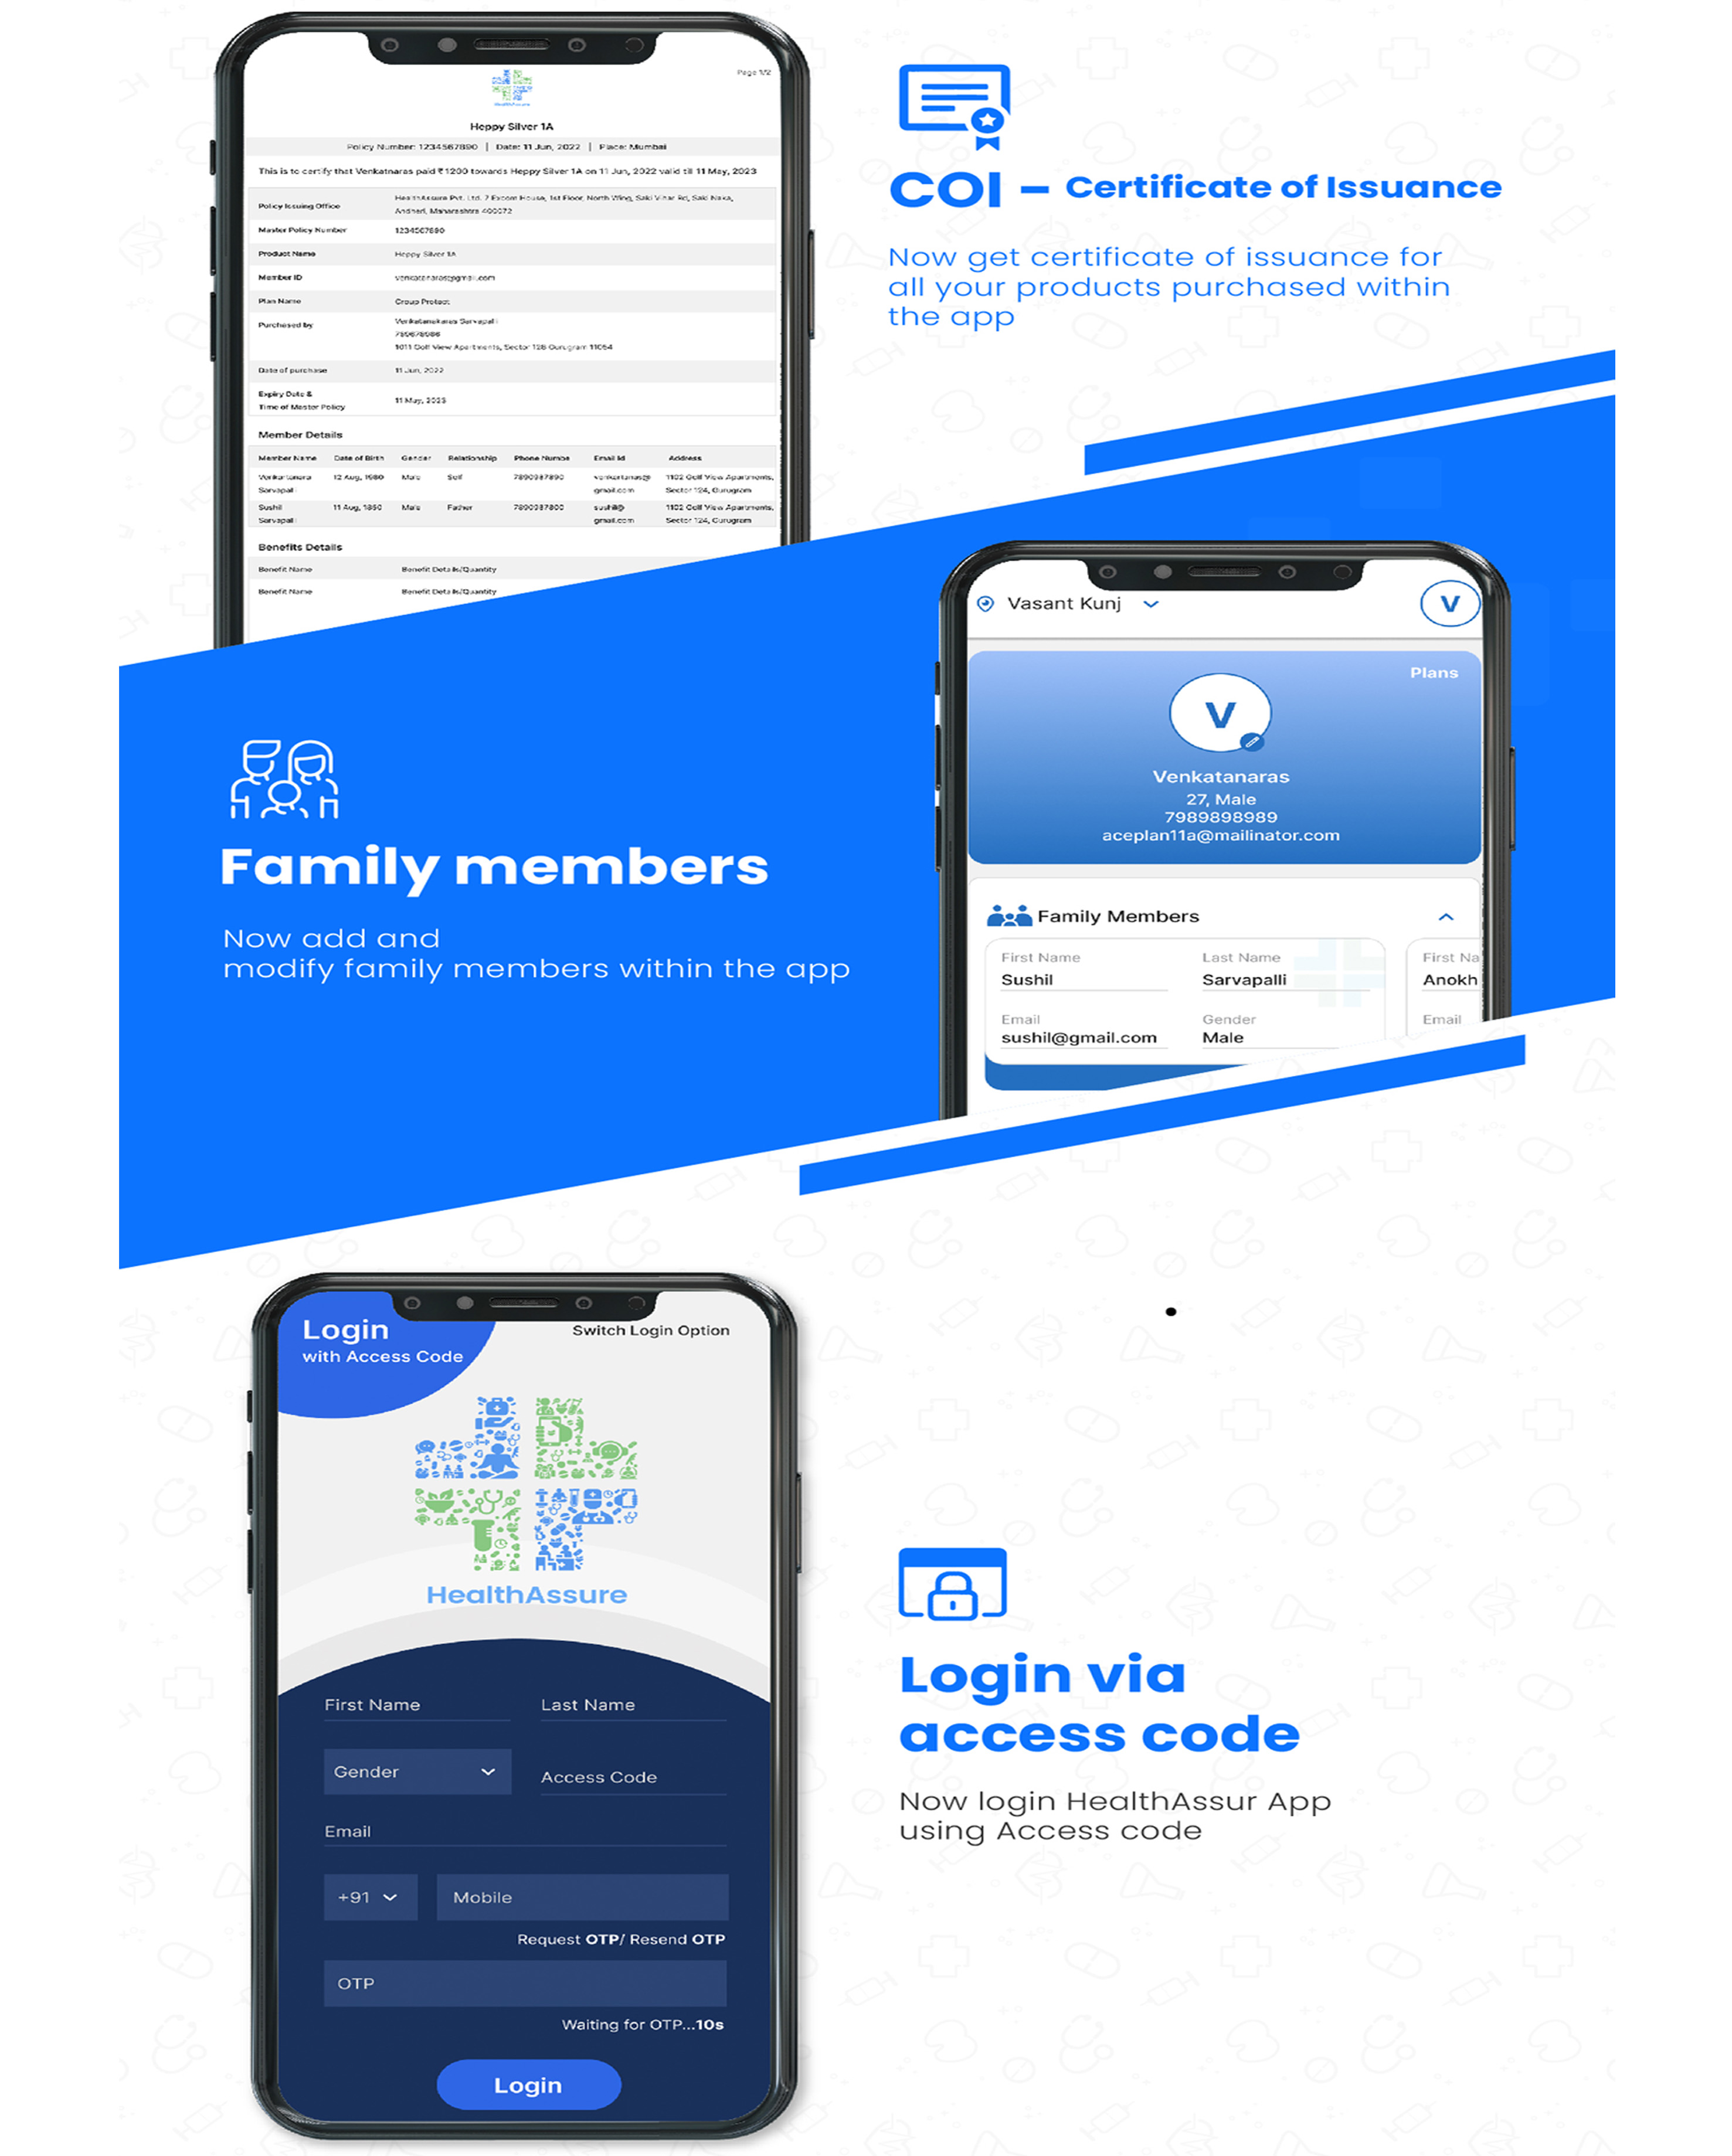 HealthAssure
Page 1/2
Heppy Silver 1A
Policy Number: 1234567890 | Date: 11 Jun, 2022 | Place: Mumbai
This is to certify that Venkatnaras paid ₹1200 towards Heppy Silver 1A on 11 Jun, 2022 valid till 11 May, 2023
Policy Issuing Office
HealthAssure Pvt. Ltd. 7 Excom House, 1st Floor, North Wing, Saki Vihar Rd, Saki Naka,
Andheri, Maharashtra 400072
Master Policy Number 1234567890
Product Name Heppy Silver 1A
Member ID venkatanaras@gmail.com
Plan Name Group Protect
Purchased by
Sarvapalli
789678986
1011 Golf View Apartments, Sector 128 Gurugram 11054
Date of purchase 11 Jun, 2022
Expiry Date &
Time of Master Policy
11 May, 2023
Member Details
Member Name Date of Birth Gender Relationship Phone Numbe Email Id Address
12 Aug, 1980 Male Self 7890987890 1102 Golf View Apartments,
Sarvapalli gmail.com Sector 124, Gurugram
Sushil 11 Aug, 1850 Male Father 7890987800 sushil@ 1102 Golf View Apartments,
Sarvapalli gmail.com Sector 124, Gurugram
Benefits Details
Benefit Name Benefit Details/Quantity
Benefit Name Benefit Details/Quantity
COI – Certificate of Issuance
Now get certificate of issuance for
all your products purchased within
the app
Family members
Now add and
modify family members within the app
Vasant Kunj
V
Plans
V
Venkatanaras
27, Male
7989898989
aceplan11a@mailinator.com
Family Members
First Name Last Name First Na
Sushil Sarvapalli Anokh
Email Gender Email
sushil@gmail.com Male
Login
with Access Code
Switch Login Option
HealthAssure
First Name Last Name
Gender Access Code
Email
+91 Mobile
Request OTP/ Resend OTP
OTP
Waiting for OTP...10s
Login
Login via
access code
Now login HealthAssur App
using Access code